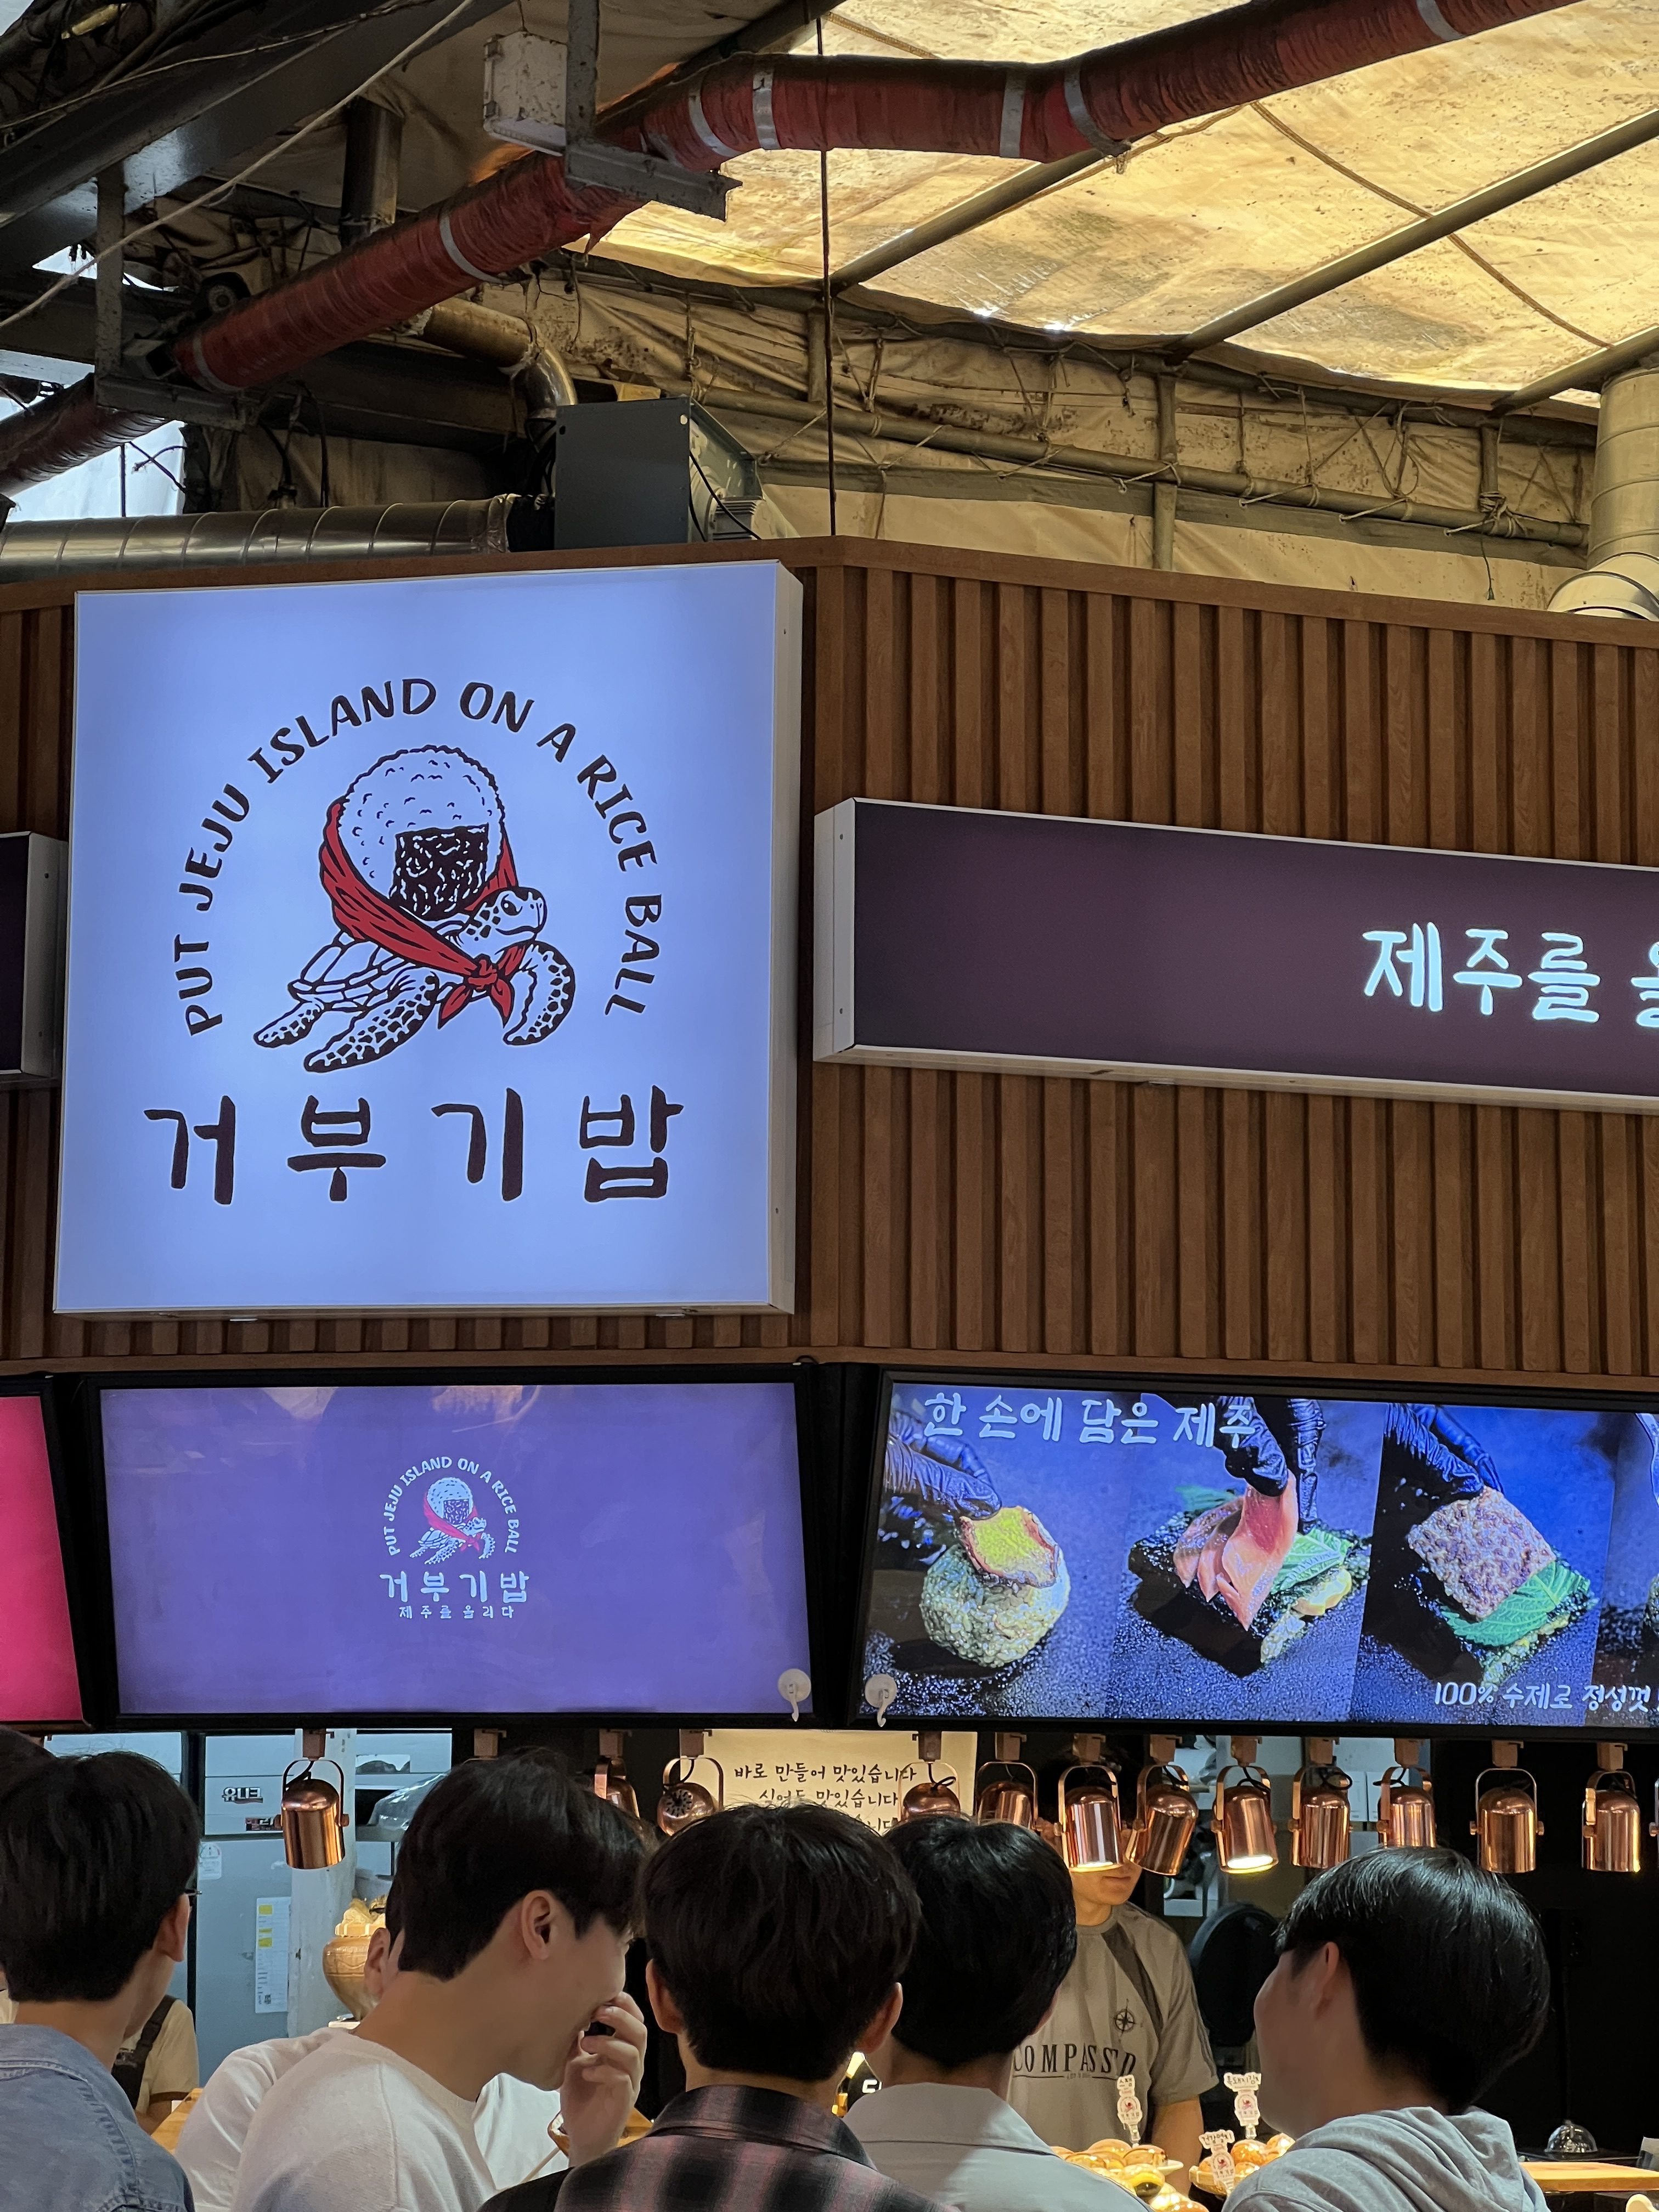 PUT JEJU ISLAND ON A RICE BALL
거부기밥
제주를
PUT JEJU ISLAND ON A RICE BALL
거부기밥
제주를 올리다
한 손에 담은 제주
100% 수제로 정성껏
바로 만들어 맛있습니다
식어도 맛있습니다
유니크
COMPASS'D